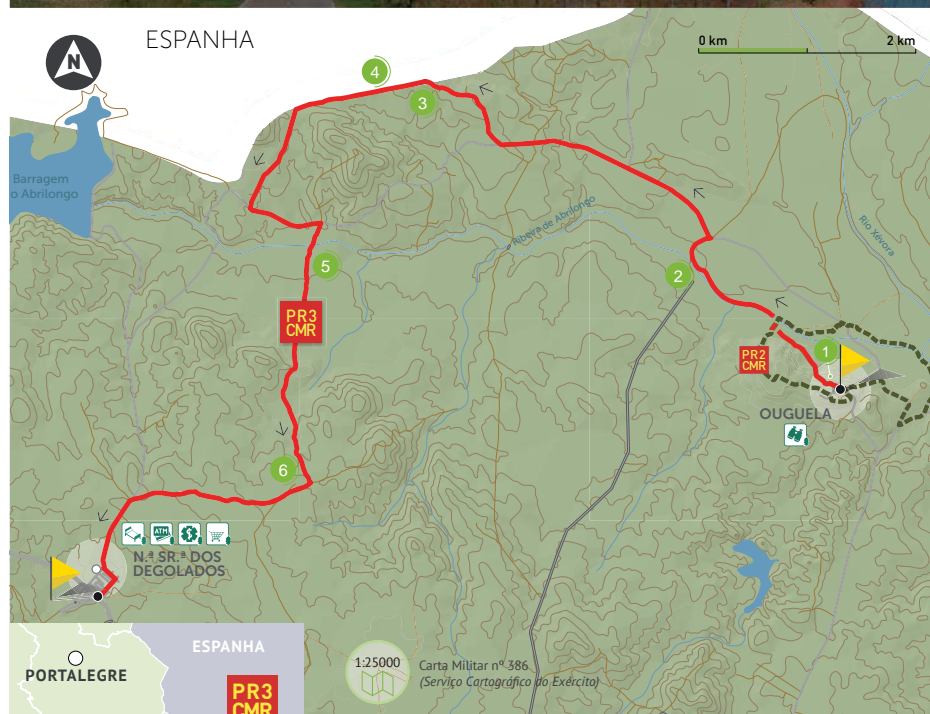 ESPANHA
N
0 km
2 km
4
3
Barragem
o Abrilongo
Ribeira de Abrilongo
Rio Xévora
5
2
PR3
CMR
1
PR2
CMR
OUGUELA
6
ATM
N.ª SR.ª DOS
DEGOLADOS
ESPANHA
PORTALEGRE
PR3
CMR
1:25000
Carta Militar nº 386
(Serviço Cartográfico do Exército)